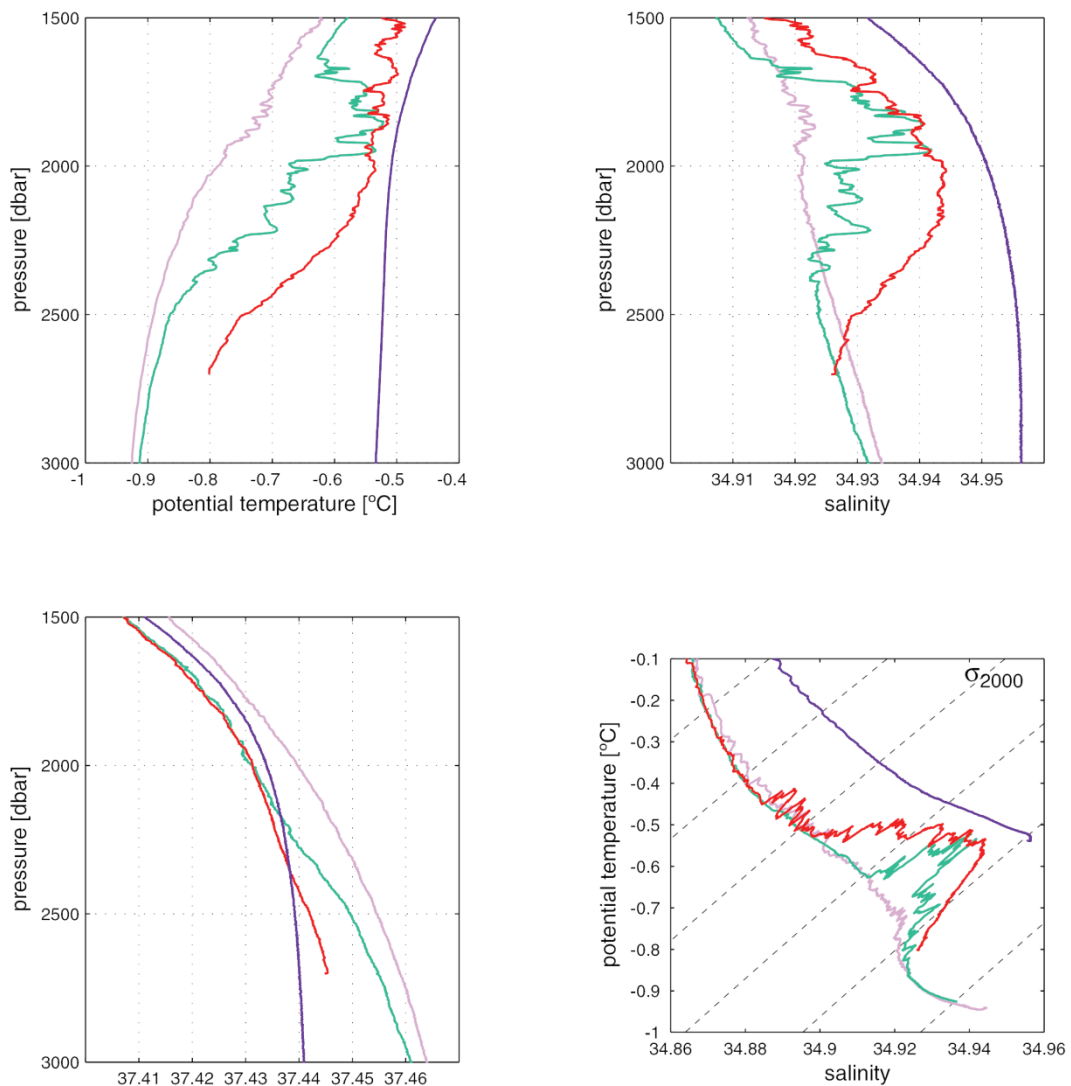 1500
2000
2500
3000
pressure [dbar]
-1 -0.9 -0.8 -0.7 -0.6 -0.5 -0.4
potential temperature [°C]
1500
2000
2500
3000
pressure [dbar]
34.91 34.92 34.93 34.94 34.95
salinity
1500
2000
2500
3000
pressure [dbar]
37.41 37.42 37.43 37.44 37.45 37.46
σ2000
-0.1
-0.2
-0.3
-0.4
-0.5
-0.6
-0.7
-0.8
-0.9
-1
potential temperature [°C]
34.86 34.88 34.9 34.92 34.94 34.96
salinity